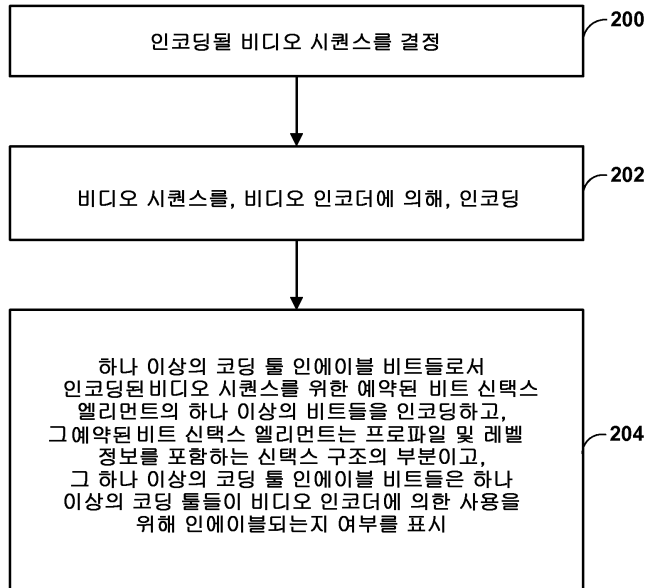 인코딩될 비디오 시퀀스를 결정
200
비디오 시퀀스를, 비디오 인코더에 의해, 인코딩
202
하나 이상의 코딩 툴 인에이블 비트들로서
인코딩된비디오 시퀀스를 위한 예약된 비트 신택스
엘리먼트의 하나 이상의 비트들을 인코딩하고,
그예약된비트 신택스 엘리먼트는 프로파일 및 레벨
정보를 포함하는 신택스 구조의 부분이고,
그 하나 이상의 코딩 툴 인에이블 비트들은 하나
이상의 코딩 툴들이 비디오 인코더에 의한 사용을
위해 인에이블되는지 여부를 표시
204